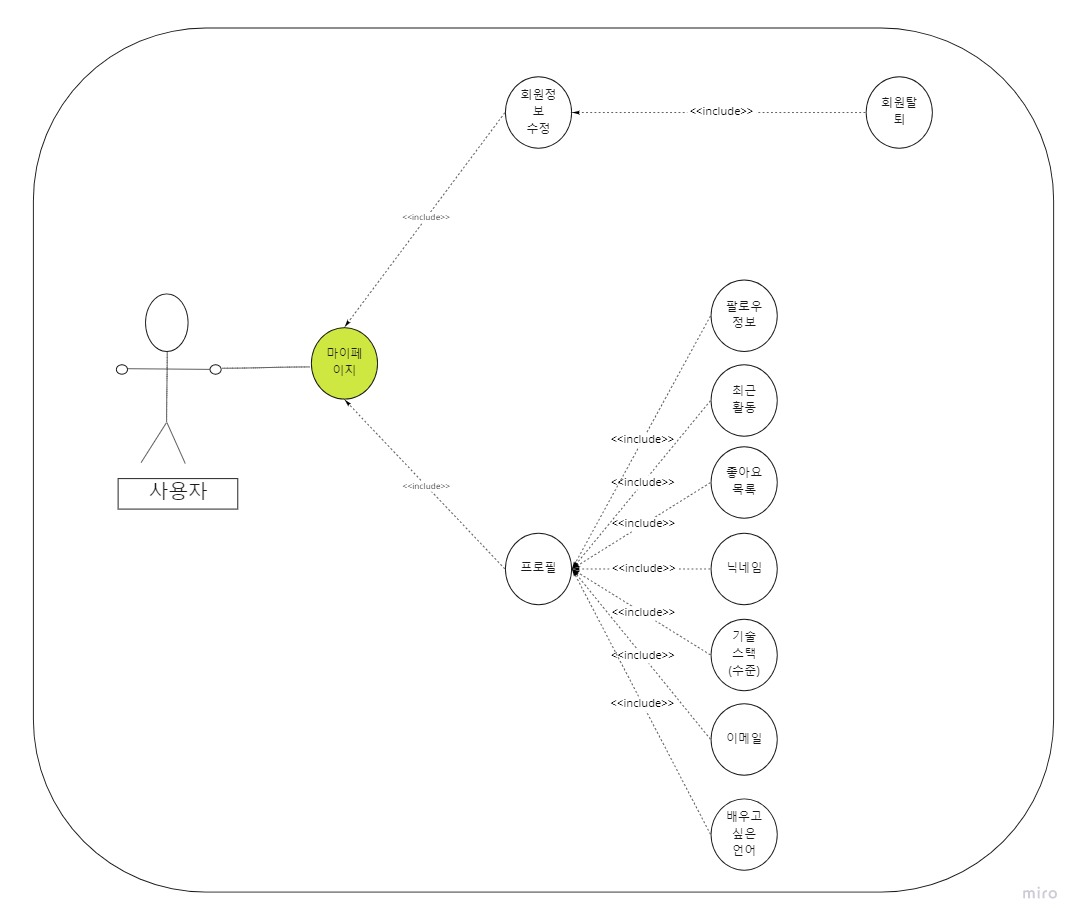 회원정
보
수정
<<include>>
회원탈
퇴
<<include>>
마이페
이지
사용자
<<include>>
프로필
팔로우
정보
<<include>>
최근
활동
<<include>>
좋아요
목록
<<include>>
닉네임
<<include>>
기술
스택
(수준)
<<include>>
이메일
<<include>>
배우고
싶은
언어
<<include>>
miro